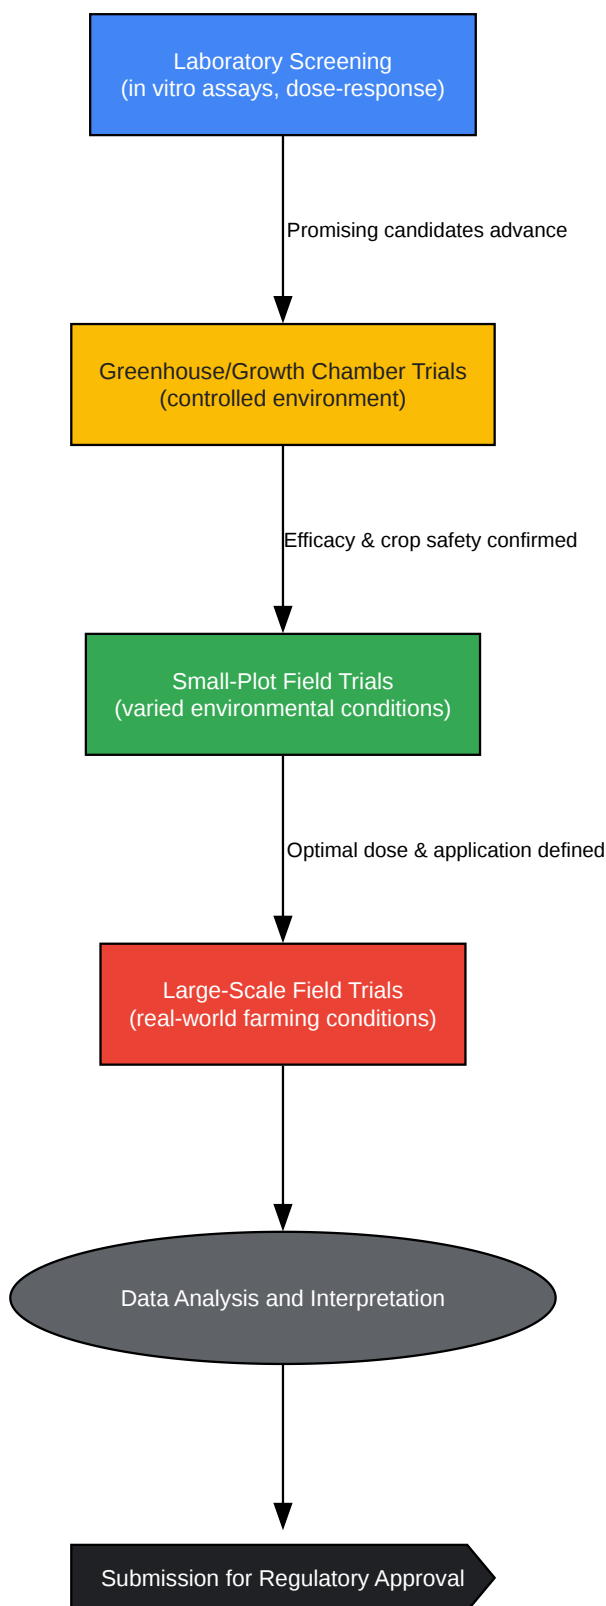 Laboratory Screening
(in vitro assays, dose-response)
Promising candidates advance
Greenhouse/Growth Chamber Trials
(controlled environment)
Efficacy & crop safety confirmed
Small-Plot Field Trials
(varied environmental conditions)
Optimal dose & application defined
Large-Scale Field Trials
(real-world farming conditions)
Data Analysis and Interpretation
Submission for Regulatory Approval